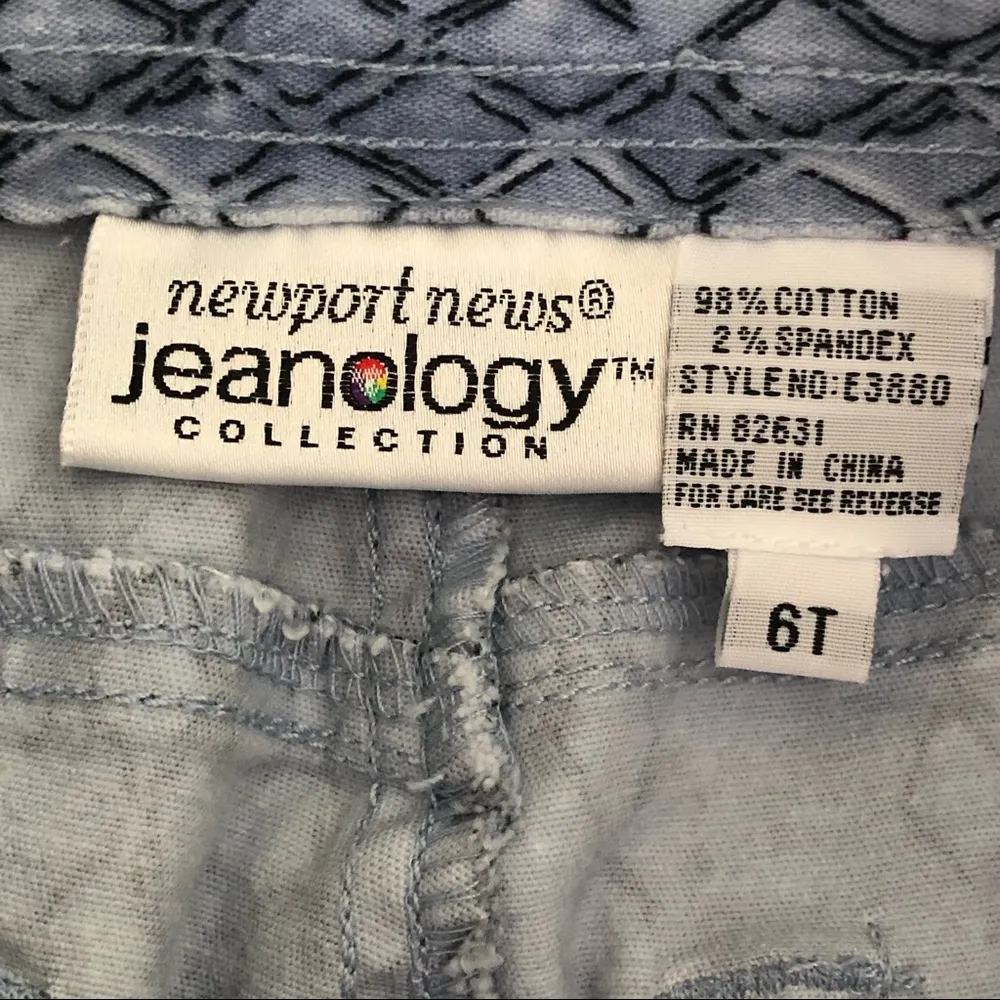 newport news®
jeanology™
COLLECTION
98% COTTON
2% SPANDEX
STYLE NO: E3880
RN 82631
MADE IN CHINA
FOR CARE SEE REVERSE
6T